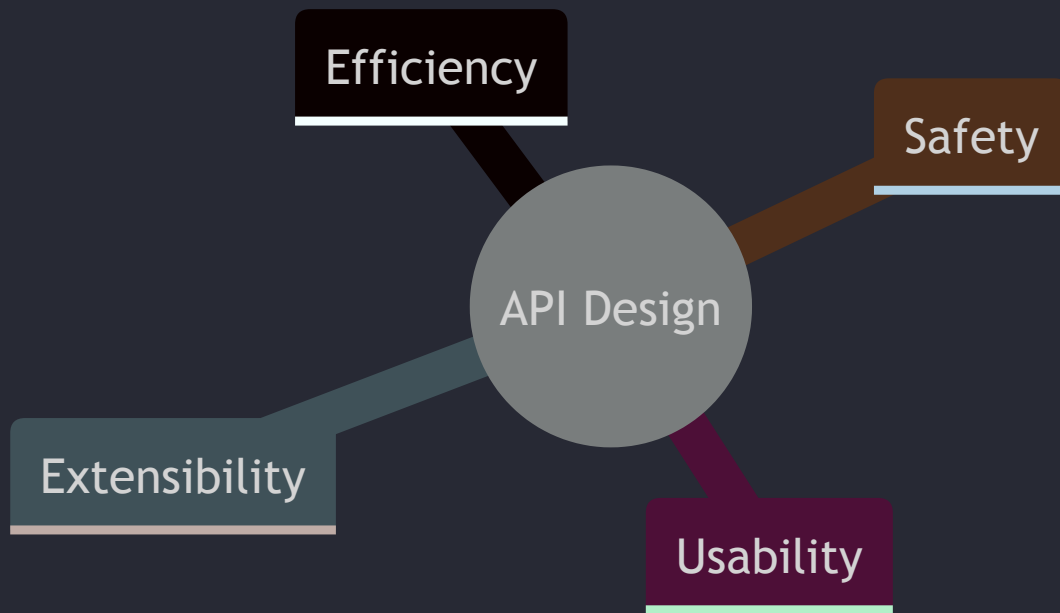 Efficiency
Safety
API Design
Extensibility
Usability